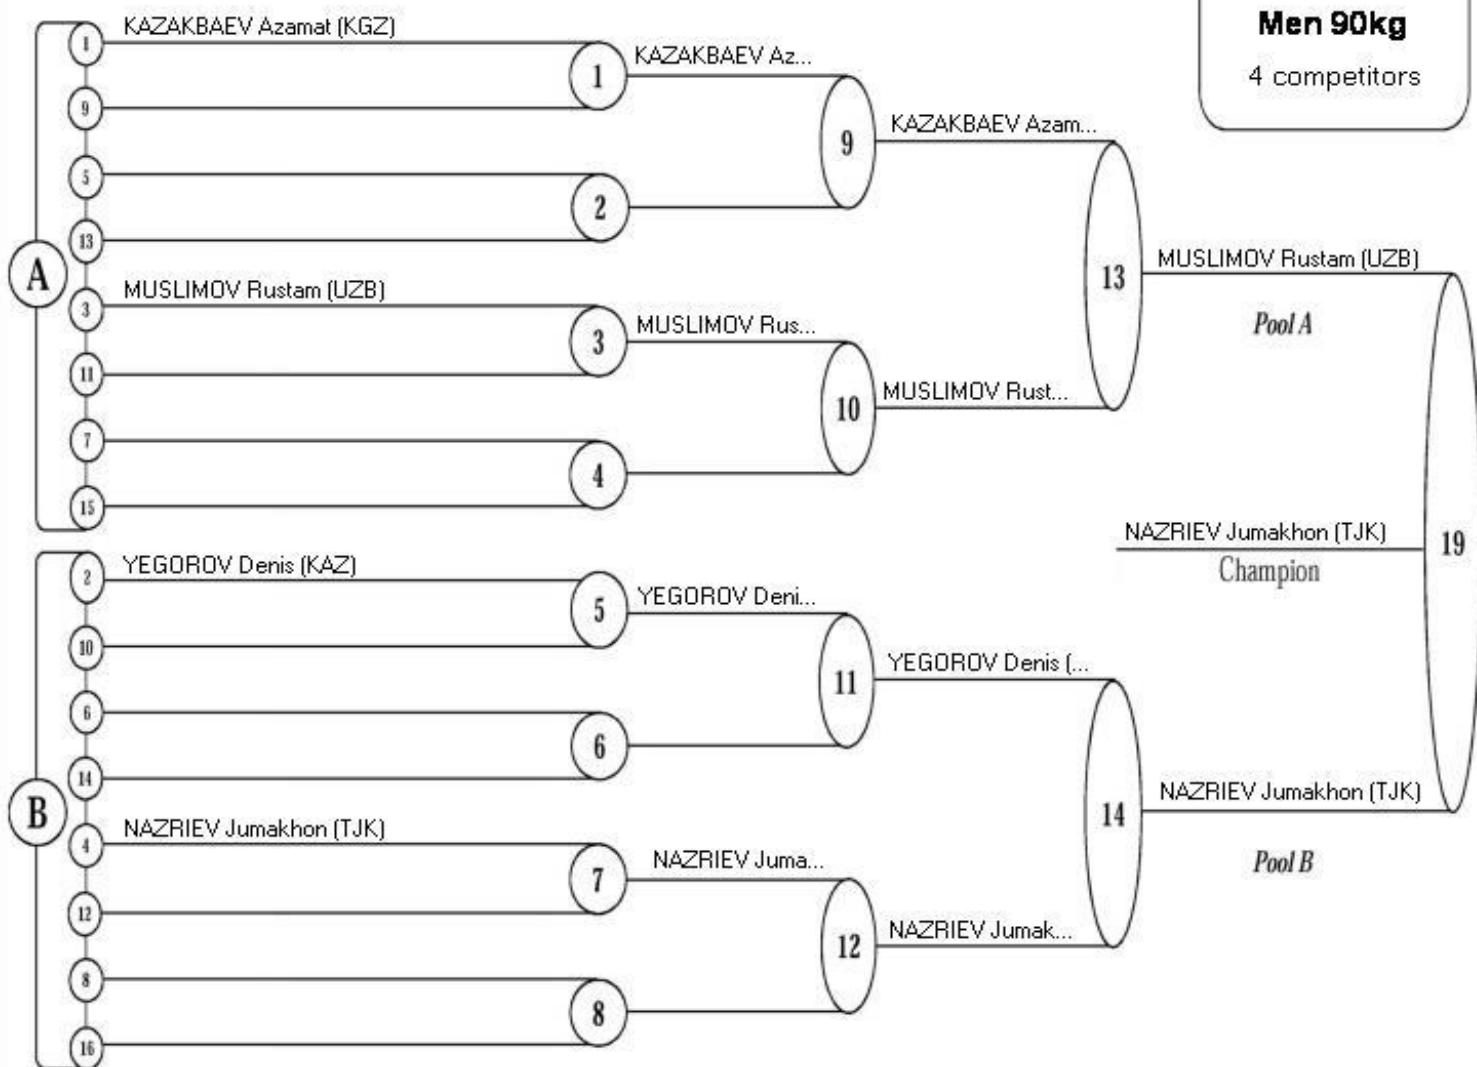 Men 90kg
4 competitors
A
1 KAZAKBAEV Azamat (KGZ)
9
5
13
3 MUSLIMOV Rustam (UZB)
11
7
15
B
2 YEGOROV Denis (KAZ)
10
6
14
4 NAZRIEV Jumakhon (TJK)
12
8
16
1
KAZAKBAEV Az...
2
3
MUSLIMOV Rus...
4
5
YEGOROV Deni...
6
7
NAZRIEV Juma...
8
9
KAZAKBAEV Azam...
10
MUSLIMOV Rust...
11
YEGOROV Denis (...
12
NAZRIEV Jumak...
13
MUSLIMOV Rustam (UZB)
Pool A
14
NAZRIEV Jumakhon (TJK)
Pool B
NAZRIEV Jumakhon (TJK)
Champion
19